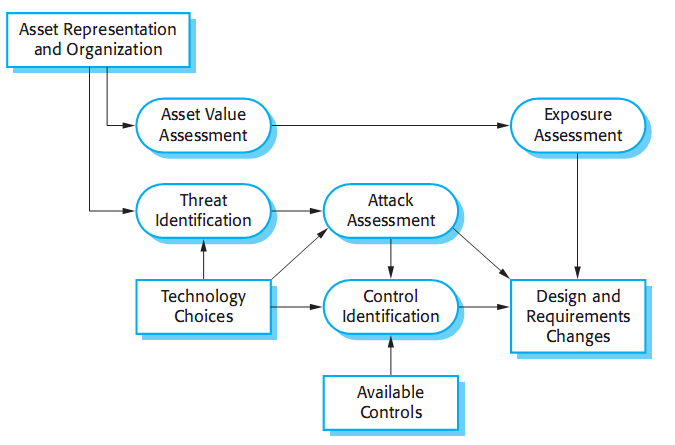 Asset Representation
and Organization
Asset Value
Assessment
Exposure
Assessment
Threat
Identification
Attack
Assessment
Technology
Choices
Control
Identification
Design and
Requirements
Changes
Available
Controls